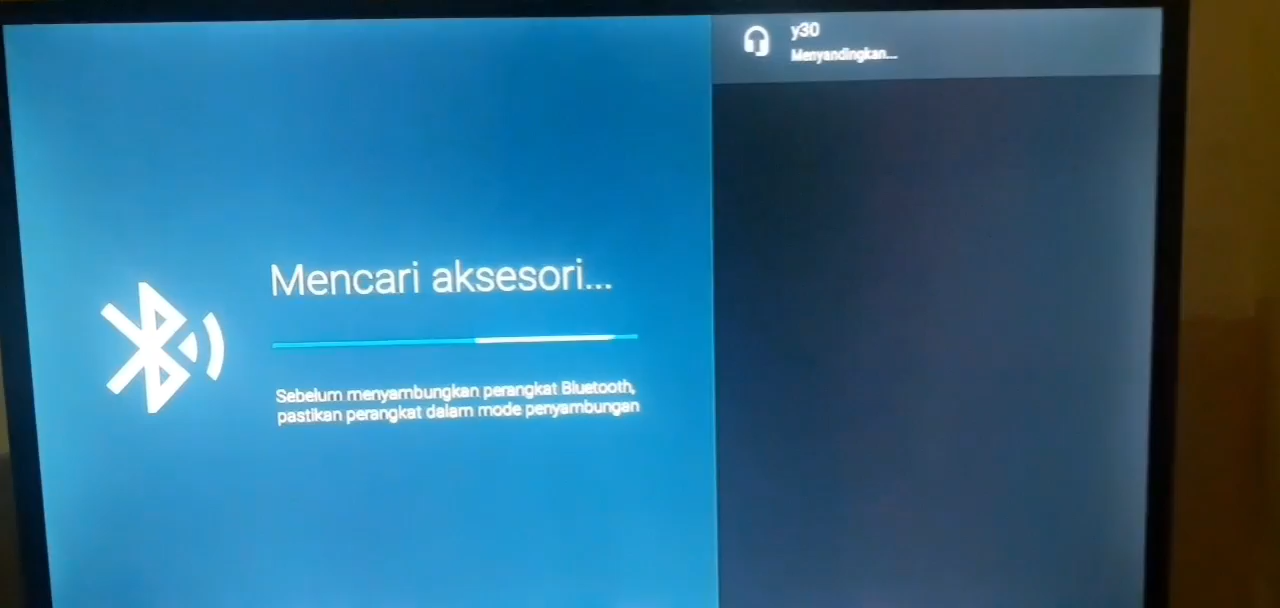 y30
Menyandingkan...
Mencari aksesori...
Sebelum menyambungkan perangkat Bluetooth,
pastikan perangkat dalam mode penyambungan